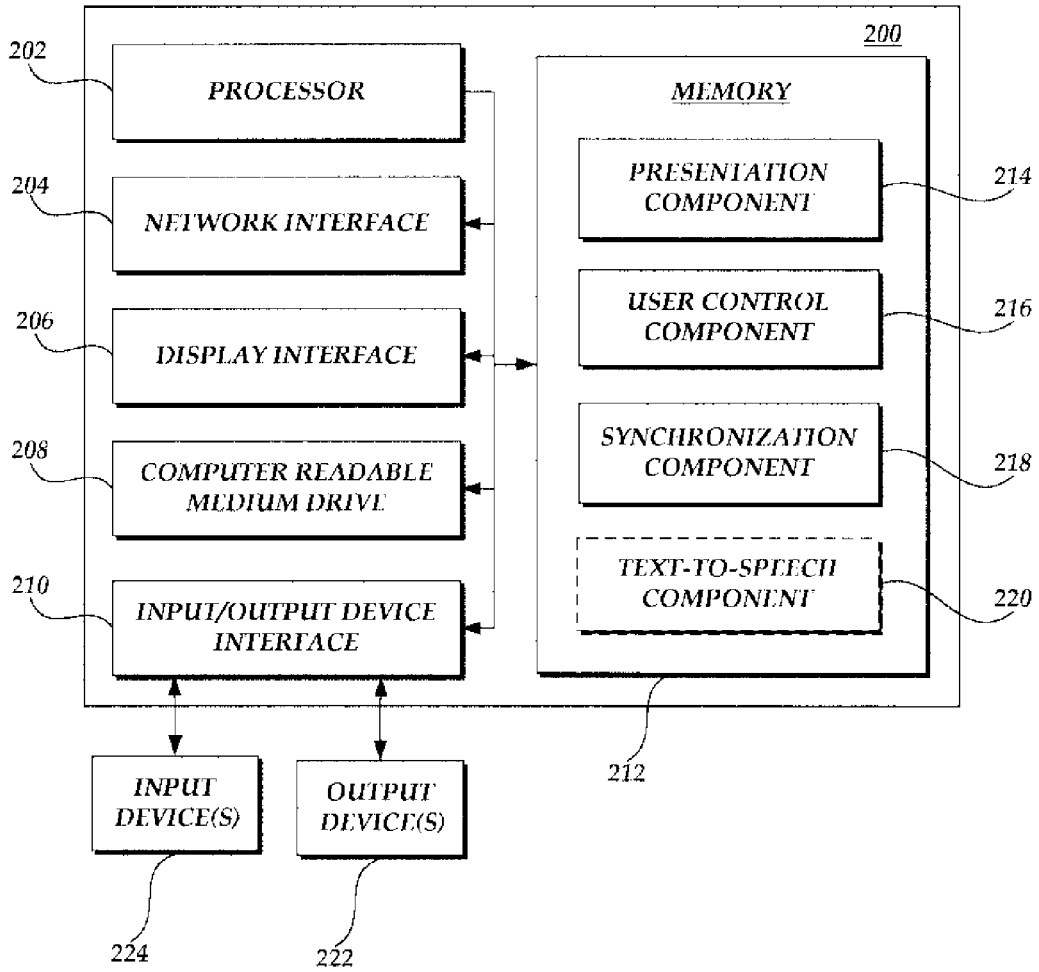 200
202
PROCESSOR
204
NETWORK INTERFACE
206
DISPLAY INTERFACE
208
COMPUTER READABLE
MEDIUM DRIVE
210
INPUT/OUTPUT DEVICE
INTERFACE
MEMORY
PRESENTATION
COMPONENT
214
USER CONTROL
COMPONENT
216
SYNCHRONIZATION
COMPONENT
218
TEXT-TO-SPEECH
COMPONENT
220
212
INPUT
DEVICE(S)
224
OUTPUT
DEVICE(S)
222